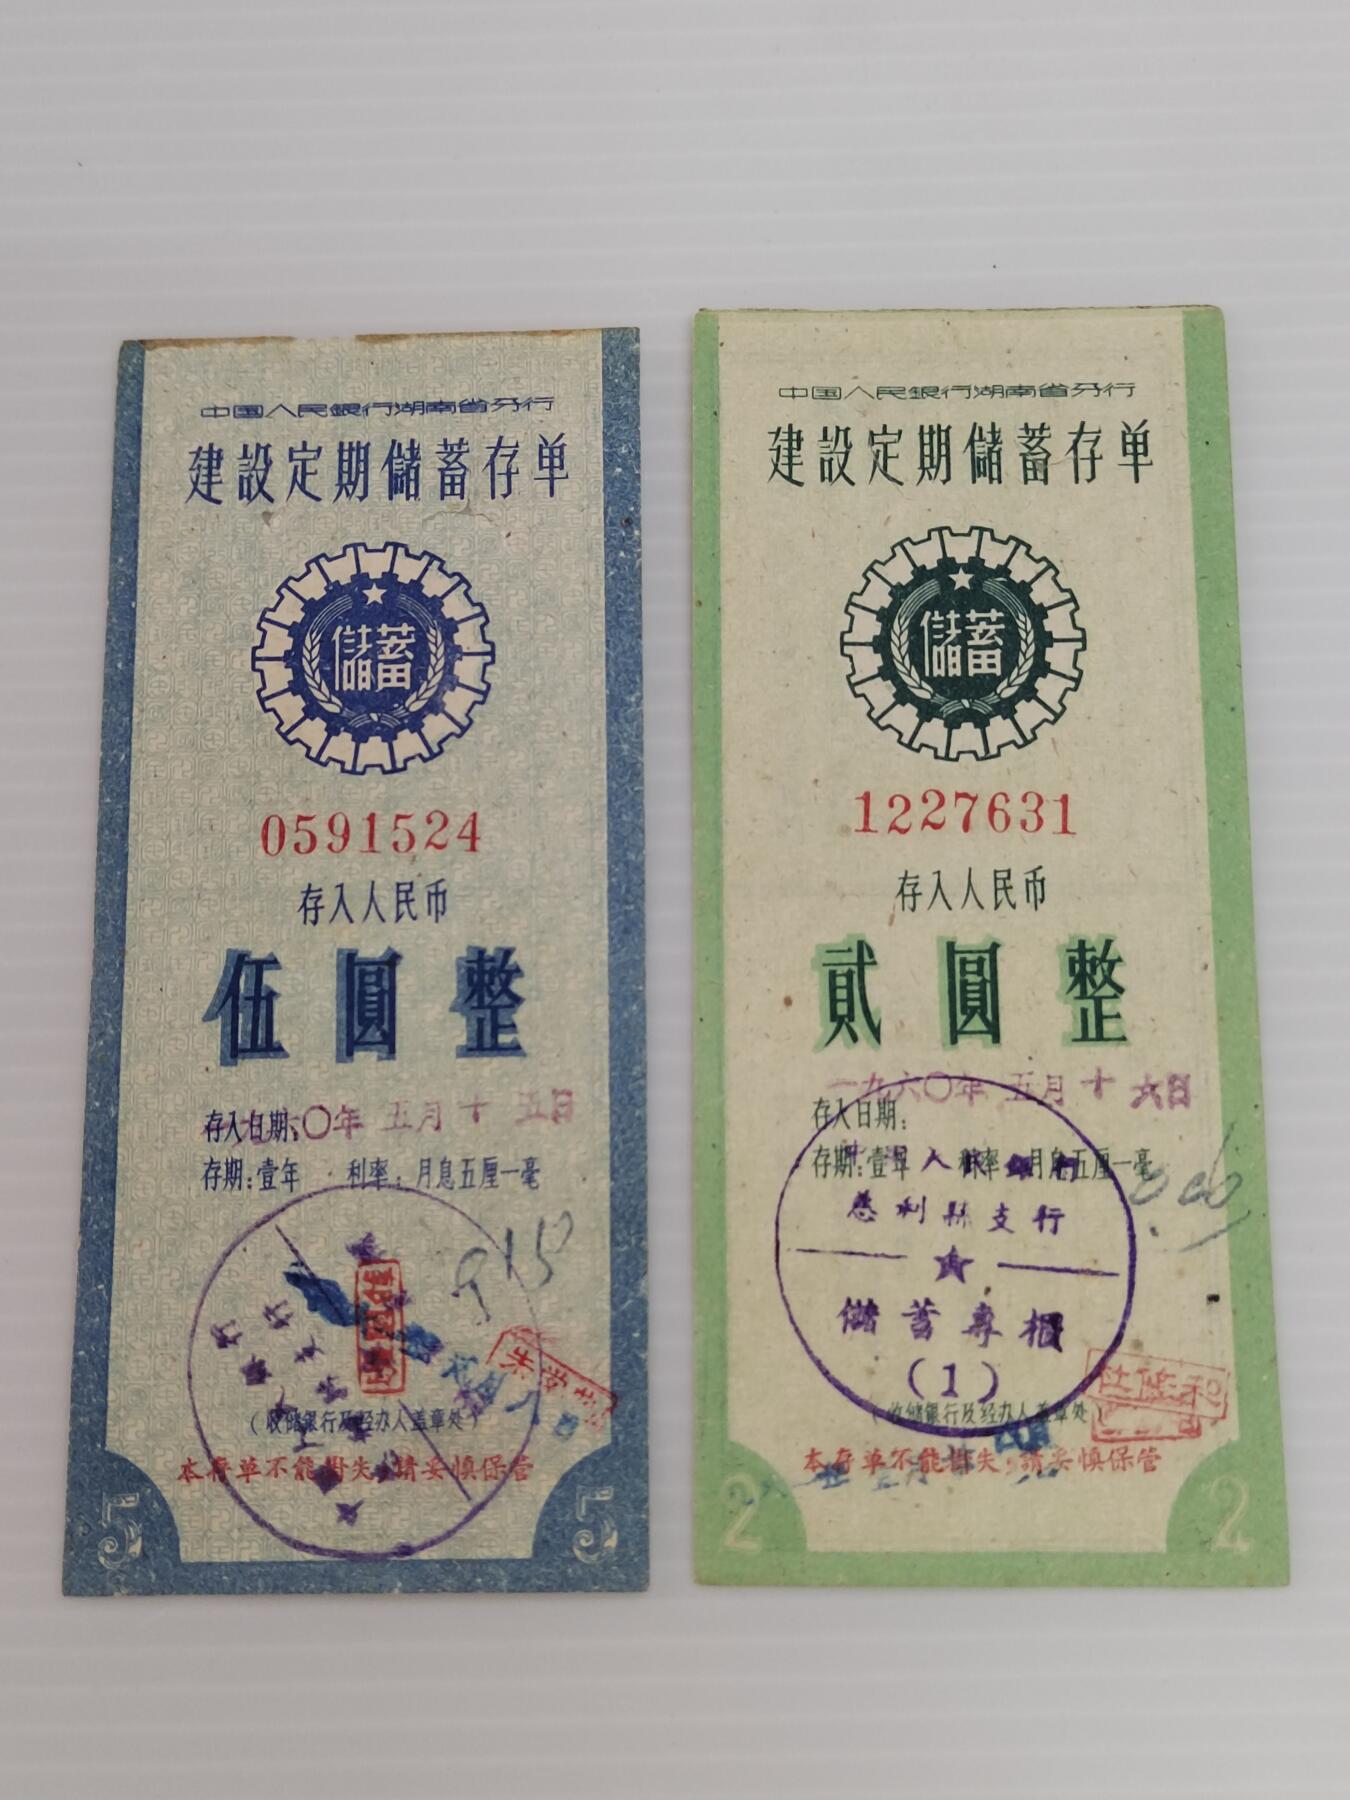 中国人民銀行湖南省分行
建設定期儲蓄存单
儲蓄
0591524
存入人民币
伍圓整
存入日期:
六〇年 五月十五日
存期:壹年 利率:月息五厘一毫
(收储銀行及经办人盖章处)
本存单不能掛失,請妥慎保管
5 5
中国人民銀行湖南省分行
建設定期儲蓄存单
儲蓄
1227631
存入人民币
貳圓整
一九六〇年 五月十六日
存入日期:
存期:壹年 利率:月息五厘一毫
慈利縣支行
儲蓄專櫃
(1)
(收储銀行及经办人盖章处)
本存单不能掛失,請妥慎保管
2 2